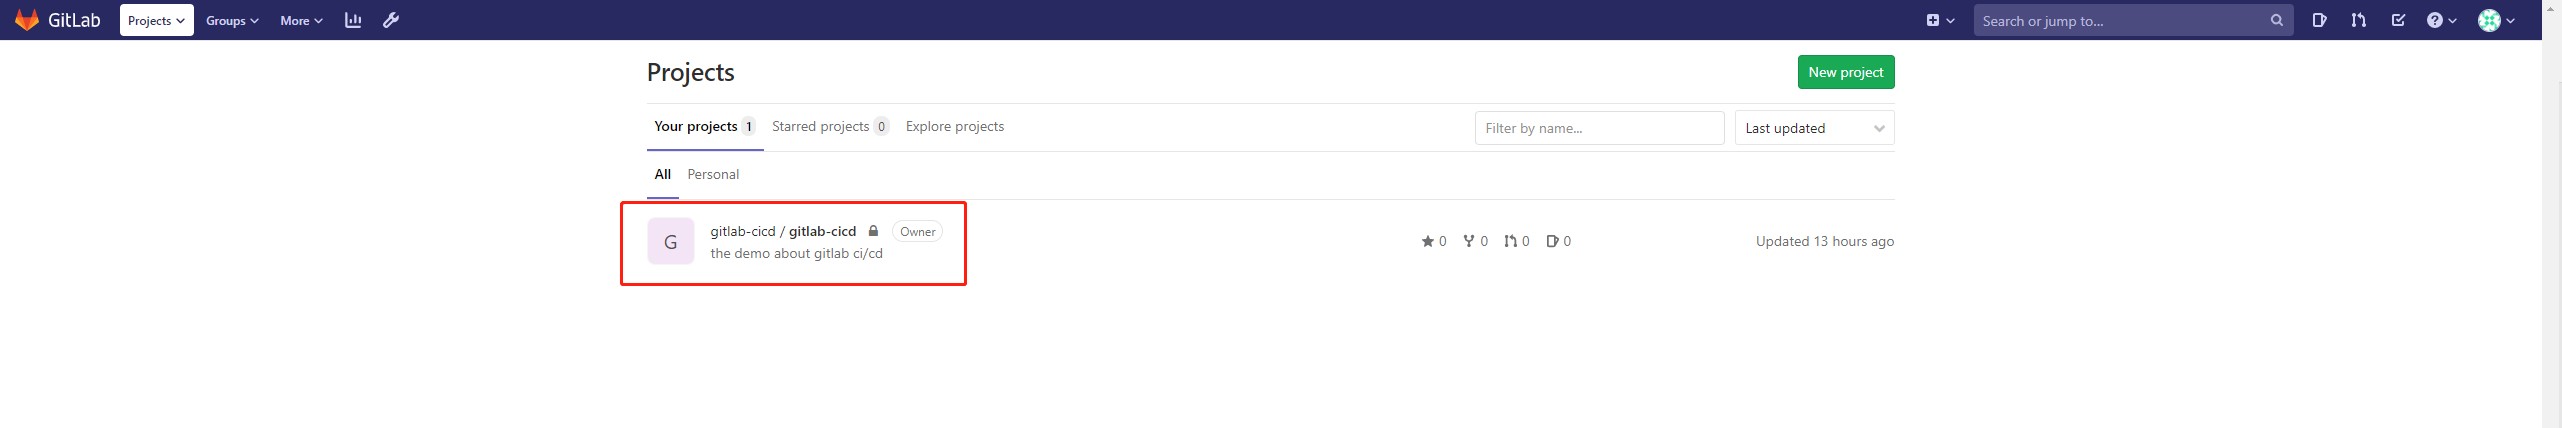 GitLab Projects Groups More Search or jump to...
Projects
New project
Your projects 1 Starred projects 0 Explore projects Filter by name... Last updated
All Personal
G
gitlab-cicd / gitlab-cicd Owner
the demo about gitlab ci/cd
0 0 0 0 Updated 13 hours ago